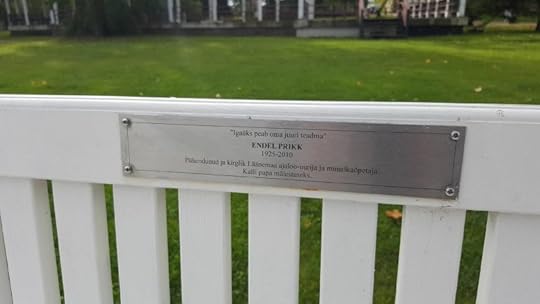 "Igaüks peab oma juuri teadma"
ENDEL PRIKK
1925-2010
Pühendunud ja kirglik Läänemaa ajaloo-uurija ja muusikaõpetaja.
Kalli papa mälestuseks.